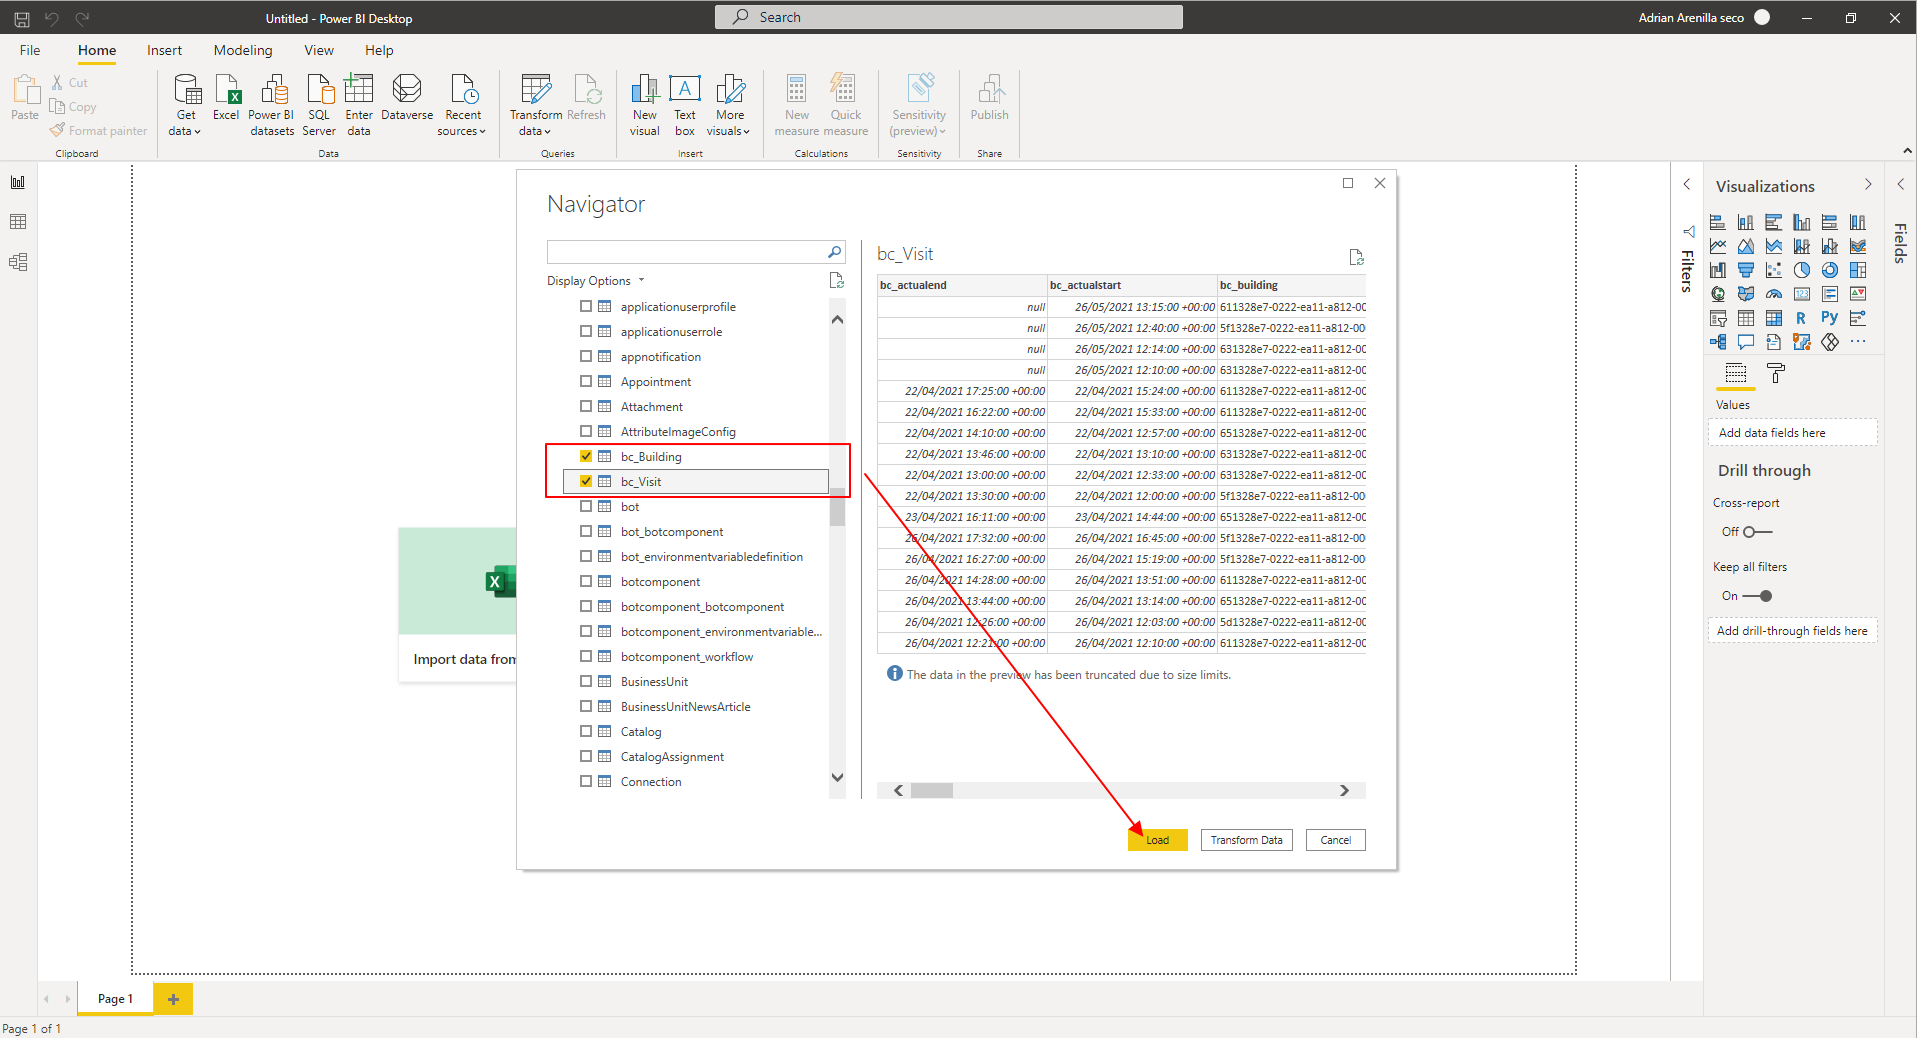 Untitled - Power BI Desktop
Search
Adrian Arenilla seco
File
Home
Insert
Modeling
View
Help
Paste
Cut
Copy
Format painter
Clipboard
Get data
Excel
Power BI datasets
SQL Server
Enter data
Dataverse
Recent sources
Data
Transform data
Refresh
Queries
New visual
Text box
More visuals
Insert
New measure
Quick measure
Calculations
Sensitivity (preview)
Sensitivity
Publish
Share
Navigator
Display Options
applicationuserprofile
applicationuserrole
appnotification
Appointment
Attachment
AttributeImageConfig
bc_Building
bc_Visit
bot
bot_botcomponent
bot_environmentvariabledefinition
botcomponent
botcomponent_botcomponent
botcomponent_environmentvariable...
botcomponent_workflow
BusinessUnit
BusinessUnitNewsArticle
Catalog
CatalogAssignment
Connection
bc_Visit
bc_actualend bc_actualstart bc_building
null 26/05/2021 13:15:00 +00:00 611328e7-0222-ea11-a812-00
null 26/05/2021 12:40:00 +00:00 5f1328e7-0222-ea11-a812-00
null 26/05/2021 12:14:00 +00:00 631328e7-0222-ea11-a812-00
null 26/05/2021 12:10:00 +00:00 631328e7-0222-ea11-a812-00
22/04/2021 17:25:00 +00:00 22/04/2021 15:24:00 +00:00 611328e7-0222-ea11-a812-00
22/04/2021 16:22:00 +00:00 22/04/2021 15:33:00 +00:00 611328e7-0222-ea11-a812-00
22/04/2021 14:10:00 +00:00 22/04/2021 12:57:00 +00:00 651328e7-0222-ea11-a812-00
22/04/2021 13:46:00 +00:00 22/04/2021 13:10:00 +00:00 631328e7-0222-ea11-a812-00
22/04/2021 13:00:00 +00:00 22/04/2021 12:33:00 +00:00 631328e7-0222-ea11-a812-00
22/04/2021 13:30:00 +00:00 22/04/2021 12:00:00 +00:00 5f1328e7-0222-ea11-a812-00
23/04/2021 16:11:00 +00:00 23/04/2021 14:44:00 +00:00 651328e7-0222-ea11-a812-00
26/04/2021 17:32:00 +00:00 26/04/2021 16:45:00 +00:00 5f1328e7-0222-ea11-a812-00
26/04/2021 16:27:00 +00:00 26/04/2021 15:19:00 +00:00 5f1328e7-0222-ea11-a812-00
26/04/2021 14:28:00 +00:00 26/04/2021 13:51:00 +00:00 611328e7-0222-ea11-a812-00
26/04/2021 13:44:00 +00:00 26/04/2021 13:14:00 +00:00 651328e7-0222-ea11-a812-00
26/04/2021 12:26:00 +00:00 26/04/2021 12:03:00 +00:00 5d1328e7-0222-ea11-a812-00
26/04/2021 12:21:00 +00:00 26/04/2021 12:10:00 +00:00 611328e7-0222-ea11-a812-00
The data in the preview has been truncated due to size limits.
Load
Transform Data
Cancel
Import data from
Filters
Visualizations
R
Py
Values
Add data fields here
Drill through
Cross-report
Off
Keep all filters
On
Add drill-through fields here
Fields
Page 1
Page 1 of 1